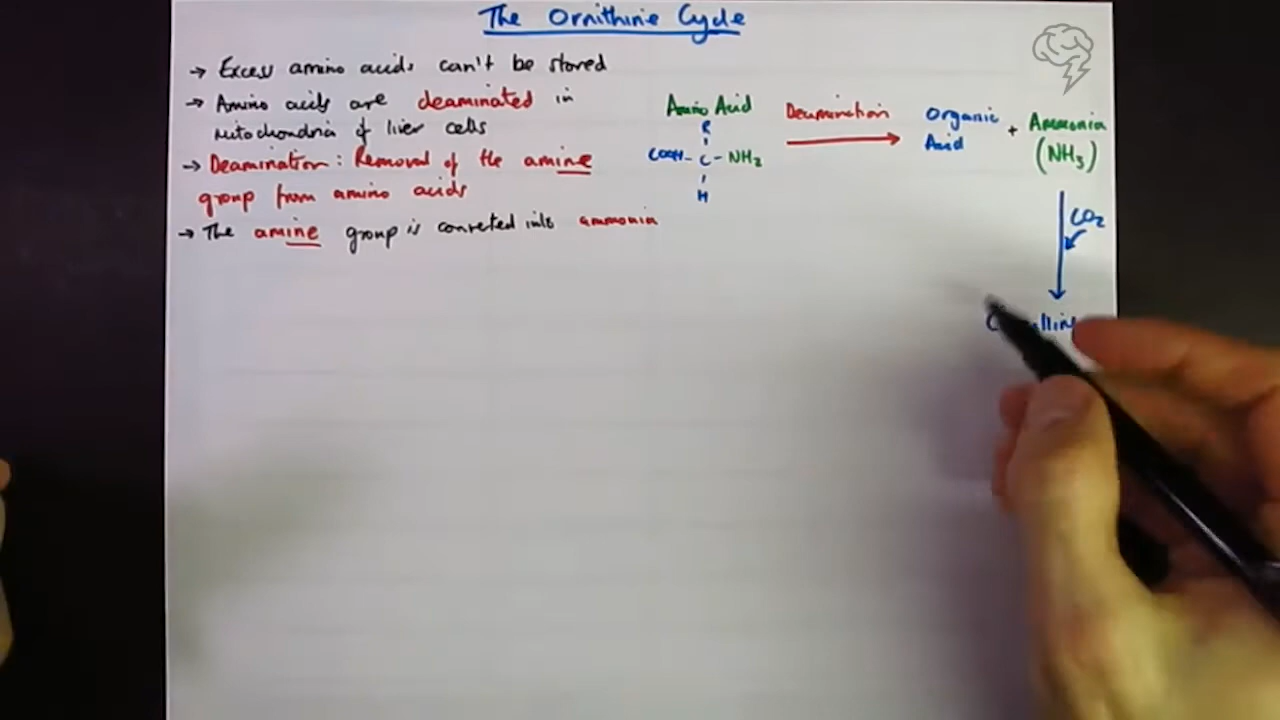 The Ornithine Cycle
→ Excess amino acids can't be stored
→ Amino acids are deaminated in
mitochondria of liver cells
→ Deamination: Removal of the amine
group from amino acids
→ The amine group is converted into ammonia
Amino Acid
R
COOH - C - NH2
H
Deamination
Organic
Acid
+ Ammonia
(NH3)
CO2